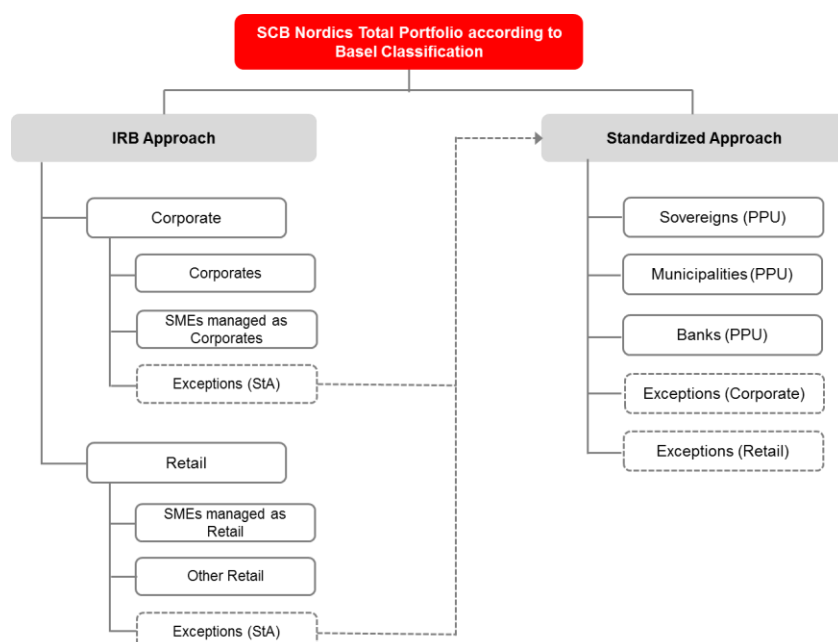 SCB Nordics Total Portfolio according to
Basel Classification
IRB Approach
Corporate
Corporates
SMEs managed as
Corporates
Exceptions (StA)
Retail
SMEs managed as
Retail
Other Retail
Exceptions (StA)
Standardized Approach
Sovereigns (PPU)
Municipalities (PPU)
Banks (PPU)
Exceptions (Corporate)
Exceptions (Retail)